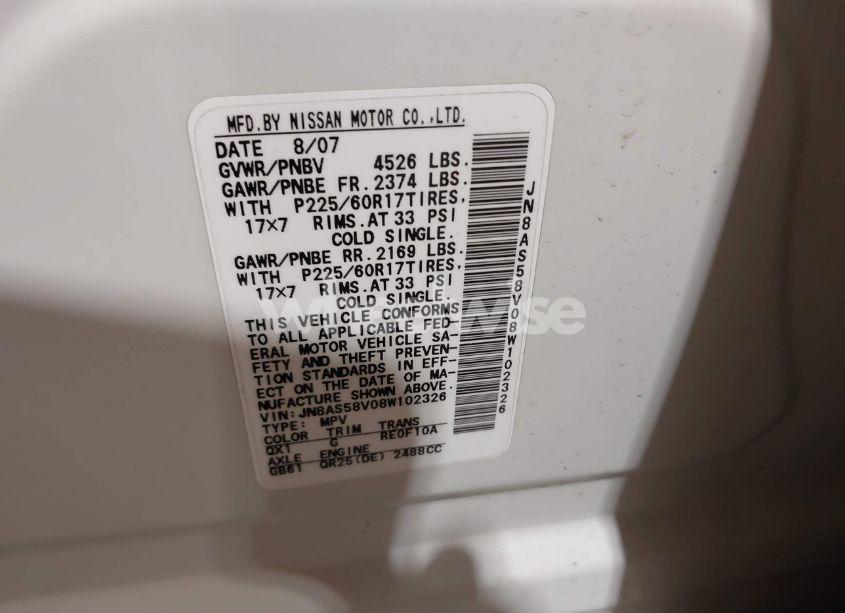 MFD.BY NISSAN MOTOR CO.,LTD.
DATE 8/07
GVWR/PNBV 4526 LBS.
GAWR/PNBE FR. 2374 LBS.
WITH P225/60R17TIRES,
17×7 RIMS.AT 33 PSI
COLD SINGLE.
GAWR/PNBE RR. 2169 LBS.
WITH P225/60R17TIRES,
17×7 RIMS.AT 33 PSI
COLD SINGLE.
THIS VEHICLE CONFORMS
TO ALL APPLICABLE FED-
ERAL MOTOR VEHICLE SA-
FETY AND THEFT PREVEN-
TION STANDARDS IN EFF-
ECT ON THE DATE OF MA-
NUFACTURE SHOWN ABOVE.
VIN:JN8AS58V08W102326
TYPE: MPV
COLOR TRIM TRANS
QX1 G RE0F10A
AXLE ENGINE
GB61 QR25(DE) 2488CC
JN8AS58V08W102326